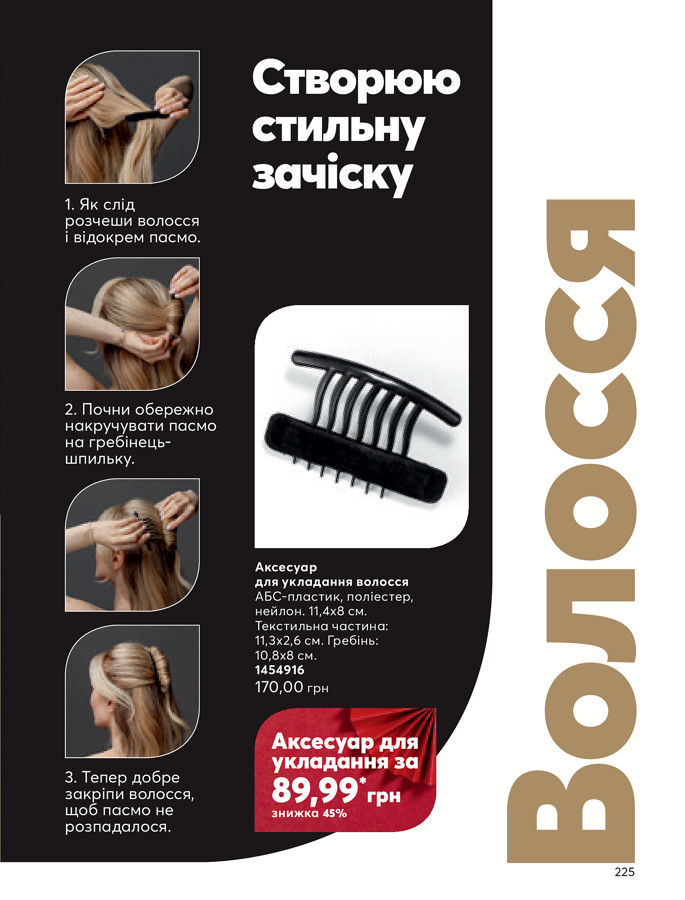 Створюю
стильну
зачіску
1. Як слід
розчеши волосся
і відокрем пасмо.
2. Почни обережно
накручувати пасмо
на гребінець-
шпильку.
3. Тепер добре
закріпи волосся,
щоб пасмо не
розпадалося.
Аксесуар
для укладання волосся
АБС-пластик, поліестер,
нейлон. 11,4х8 см.
Текстильна частина:
11,3х2,6 см. Гребінь:
10,8х8 см.
1454916
170,00 грн
Аксесуар для
укладання за
89,99* грн
знижка 45%
Волосся
225